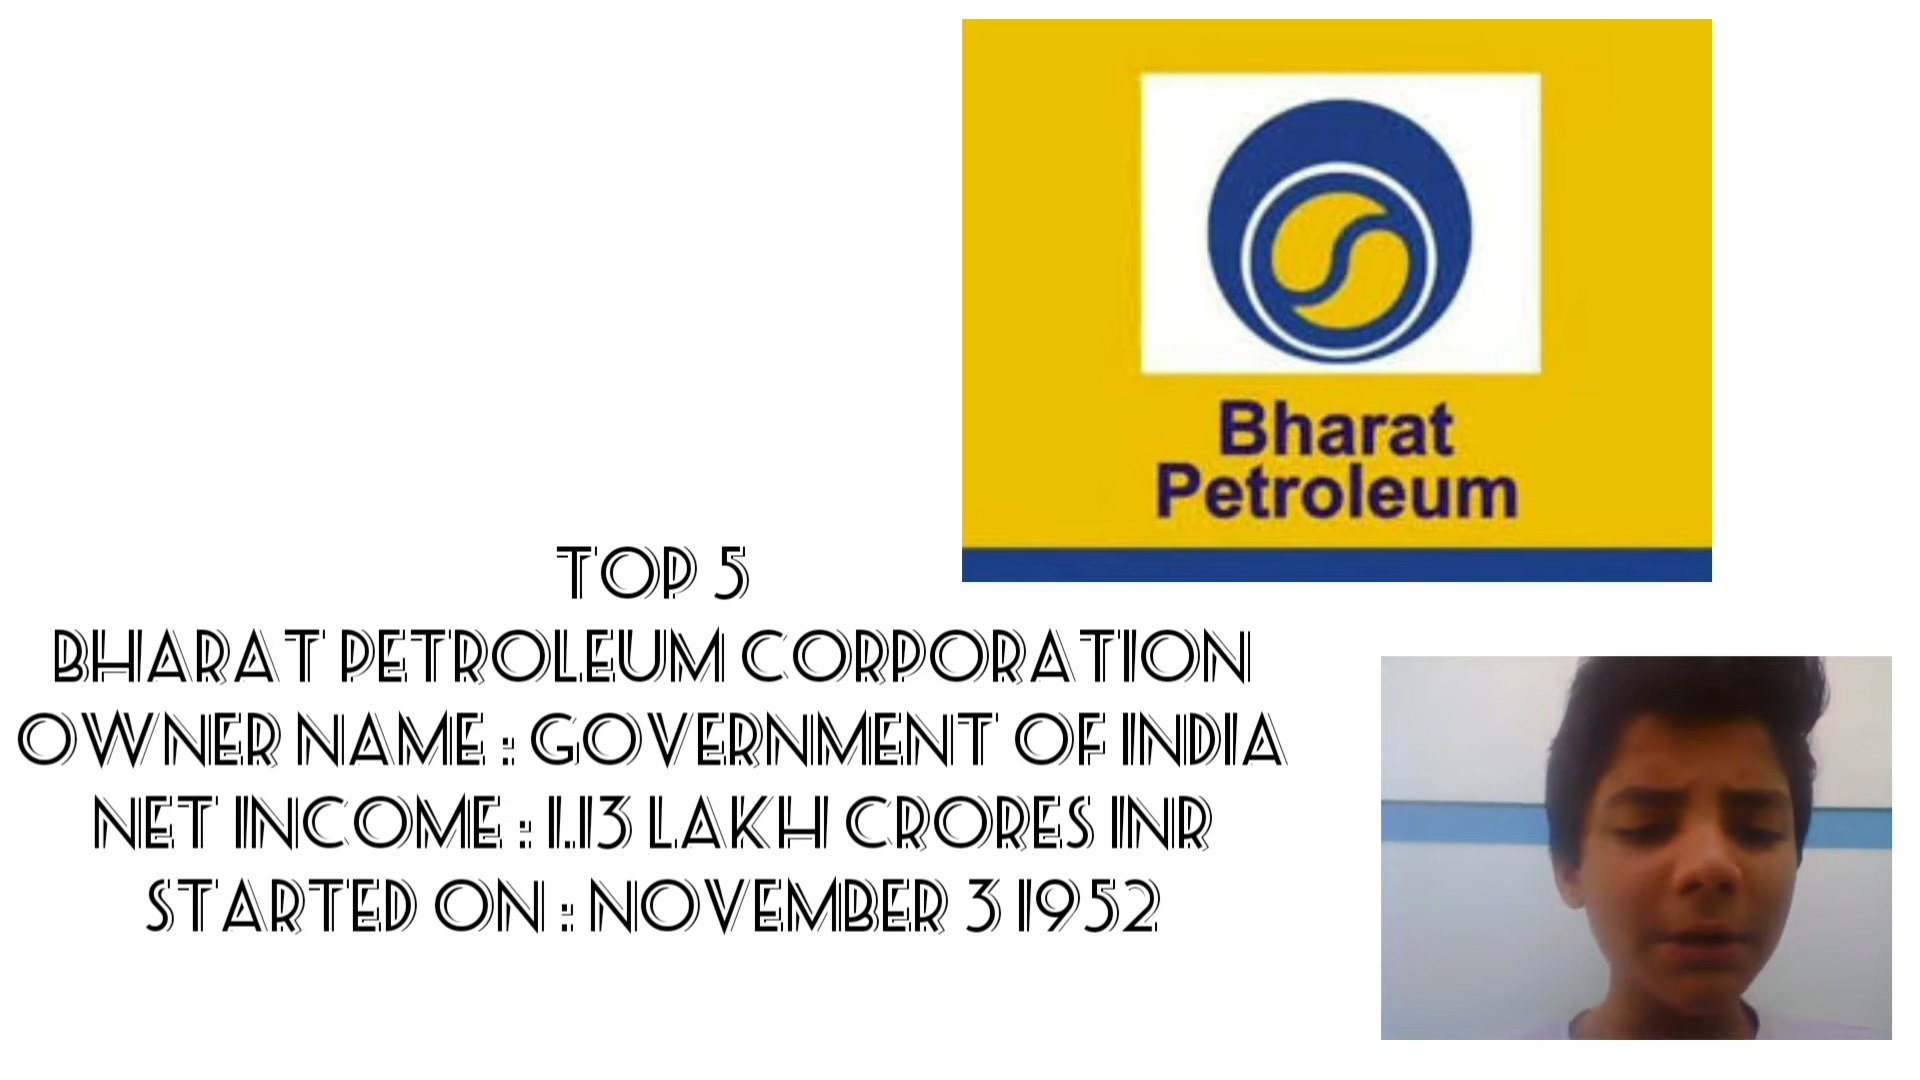 Bharat
Petroleum
TOP 5
BHARAT PETROLEUM CORPORATION
OWNER NAME : GOVERNMENT OF INDIA
NET INCOME : 1.13 LAKH CRORES INR
STARTED ON : NOVEMBER 3 1952